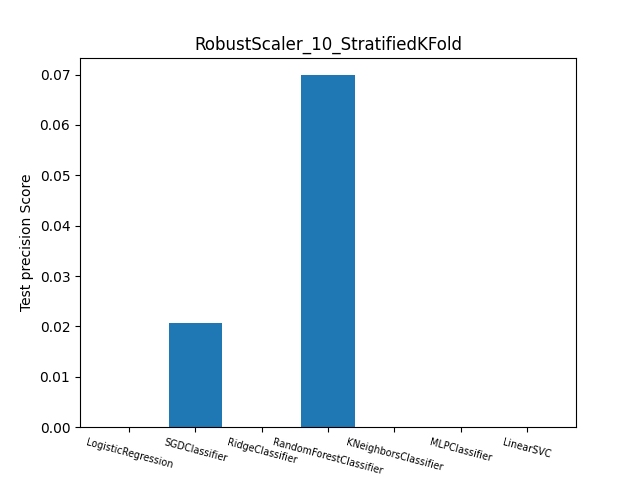 RobustScaler_10_StratifiedKFold
Test precision Score
0.07
0.06
0.05
0.04
0.03
0.02
0.01
0.00
LogisticRegression
SGDClassifier
RidgeClassifier
RandomForestClassifier
KNeighborsClassifier
MLPClassifier
LinearSVC